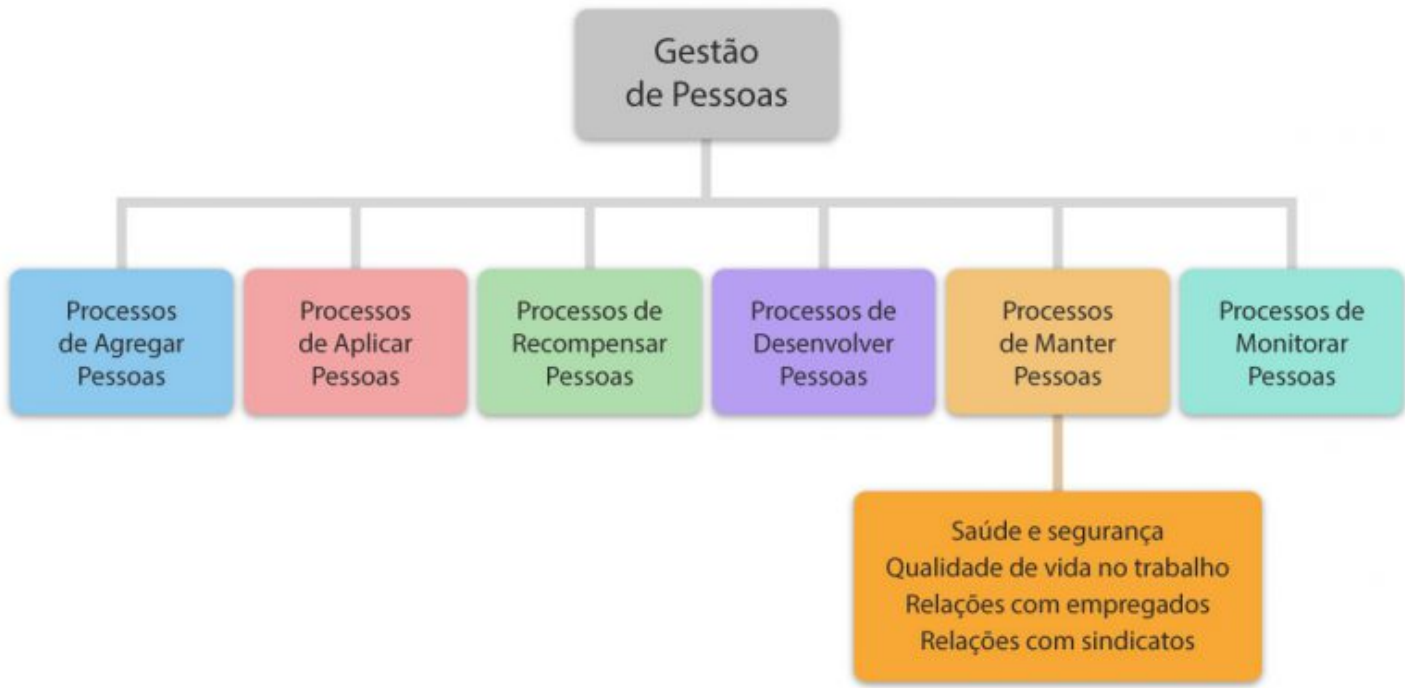 Gestão
de Pessoas
Processos
de Agregar
Pessoas
Processos
de Aplicar
Pessoas
Processos de
Recompensar
Pessoas
Processos de
Desenvolver
Pessoas
Processos
de Manter
Pessoas
Processos de
Monitorar
Pessoas
Saúde e segurança
Qualidade de vida no trabalho
Relações com empregados
Relações com sindicatos